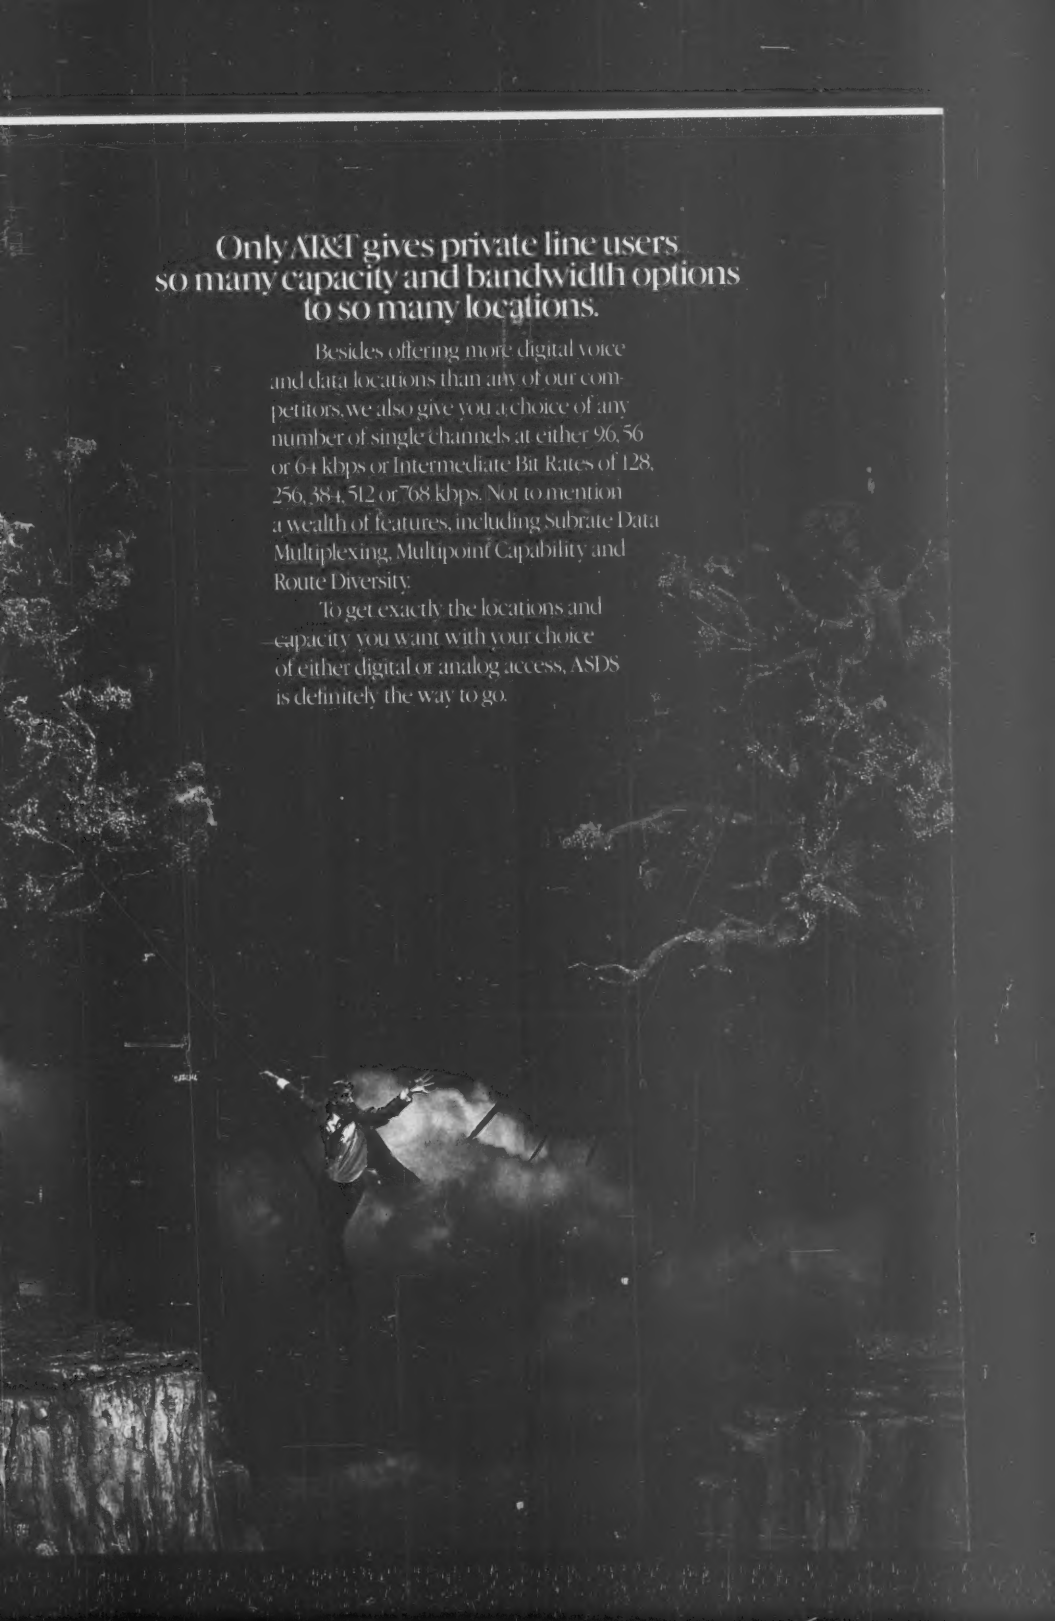 Only AT&T gives private line users
so many capacity and bandwidth options
to so many locations.
Besides offering more digital voice
and data locations than any of our com-
petitors, we also give you a choice of any
number of single channels at either 9.6, 56
or 64 kbps or Intermediate Bit Rates of 128,
256, 384, 512 or 768 kbps. Not to mention
a wealth of features, including Subrate Data
Multiplexing, Multipoint Capability and
Route Diversity.
To get exactly the locations and
capacity you want with your choice
of either digital or analog access, ASDS
is definitely the way to go.